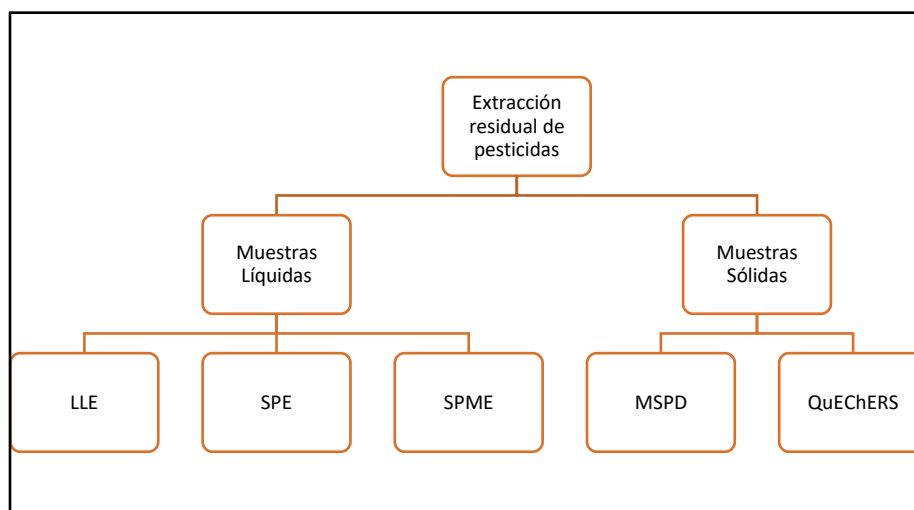 Extracción
residual de
pesticidas
Muestras
Líquidas
Muestras
Sólidas
LLE
SPE
SPME
MSPD
QuEChERS